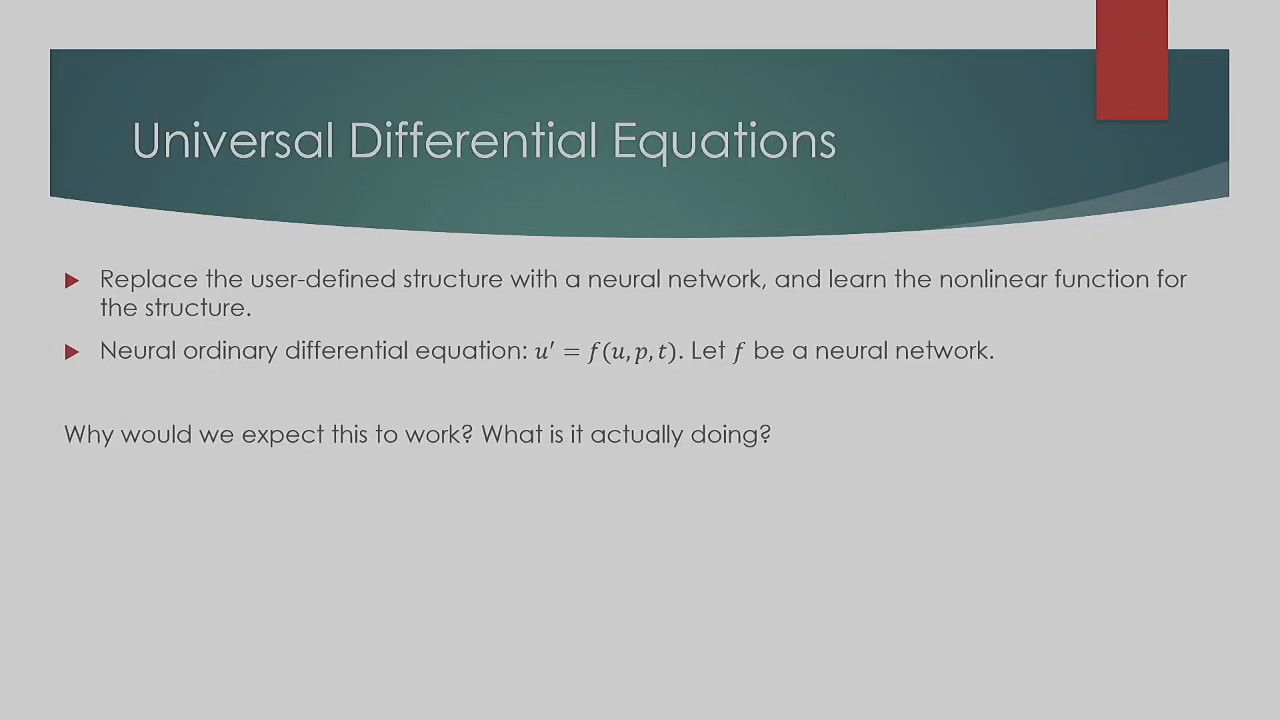 Universal Differential Equations
Replace the user-defined structure with a neural network, and learn the nonlinear function for
the structure.
Neural ordinary differential equation: u′ = f(u, p, t). Let f be a neural network.
Why would we expect this to work? What is it actually doing?